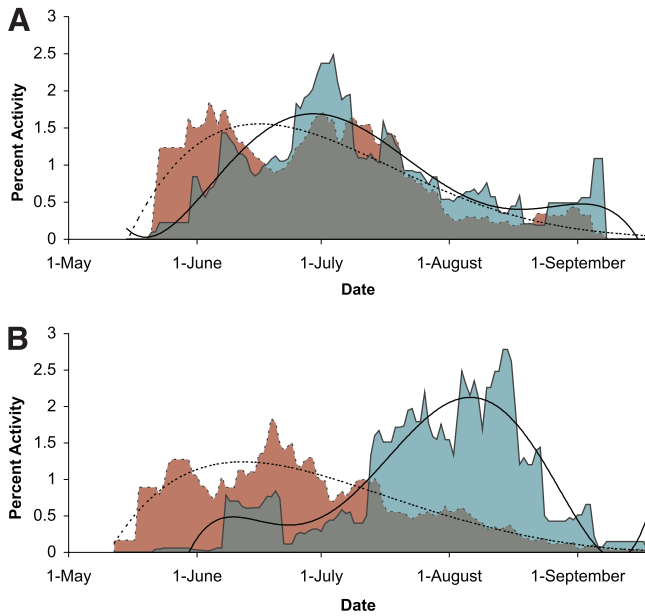 A
3
2.5
2
1.5
1
0.5
0
Percent Activity
1-May
1-June
1-July
1-August
1-September
Date
B
3
2.5
2
1.5
1
0.5
0
Percent Activity
1-May
1-June
1-July
1-August
1-September
Date